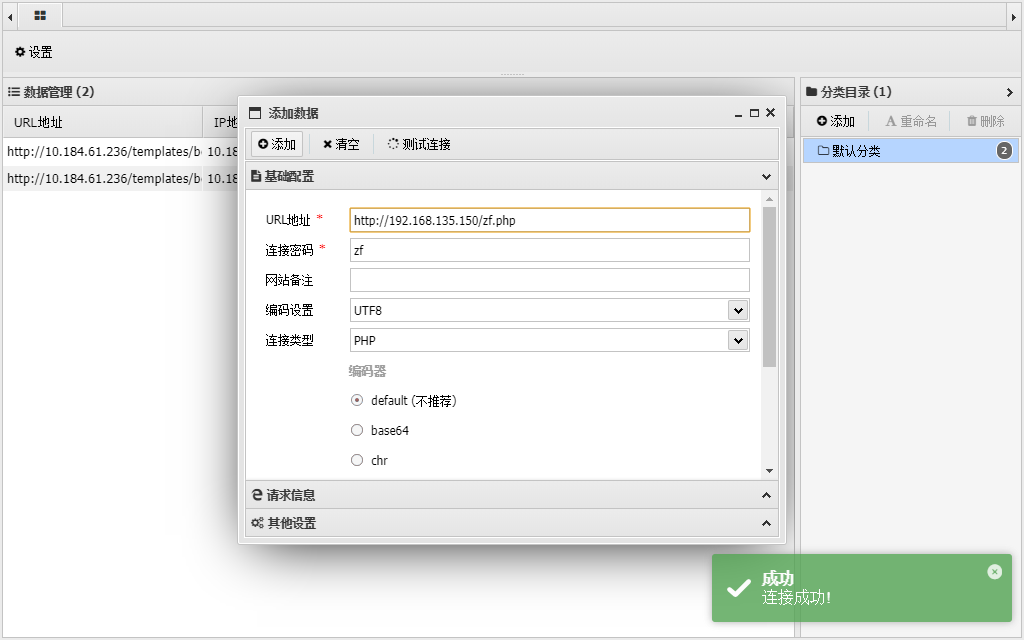 设置
数据管理 (2)
分类目录 (1)
URL地址
IP地
添加
重命名
删除
http://10.184.61.236/templates/b
10.18
http://10.184.61.236/templates/b
10.18
默认分类
2
添加数据
添加
清空
测试连接
基础配置
URL地址 *
http://192.168.135.150/zf.php
连接密码 *
zf
网站备注
编码设置
UTF8
连接类型
PHP
编码器
default (不推荐)
base64
chr
请求信息
其他设置
成功
连接成功!